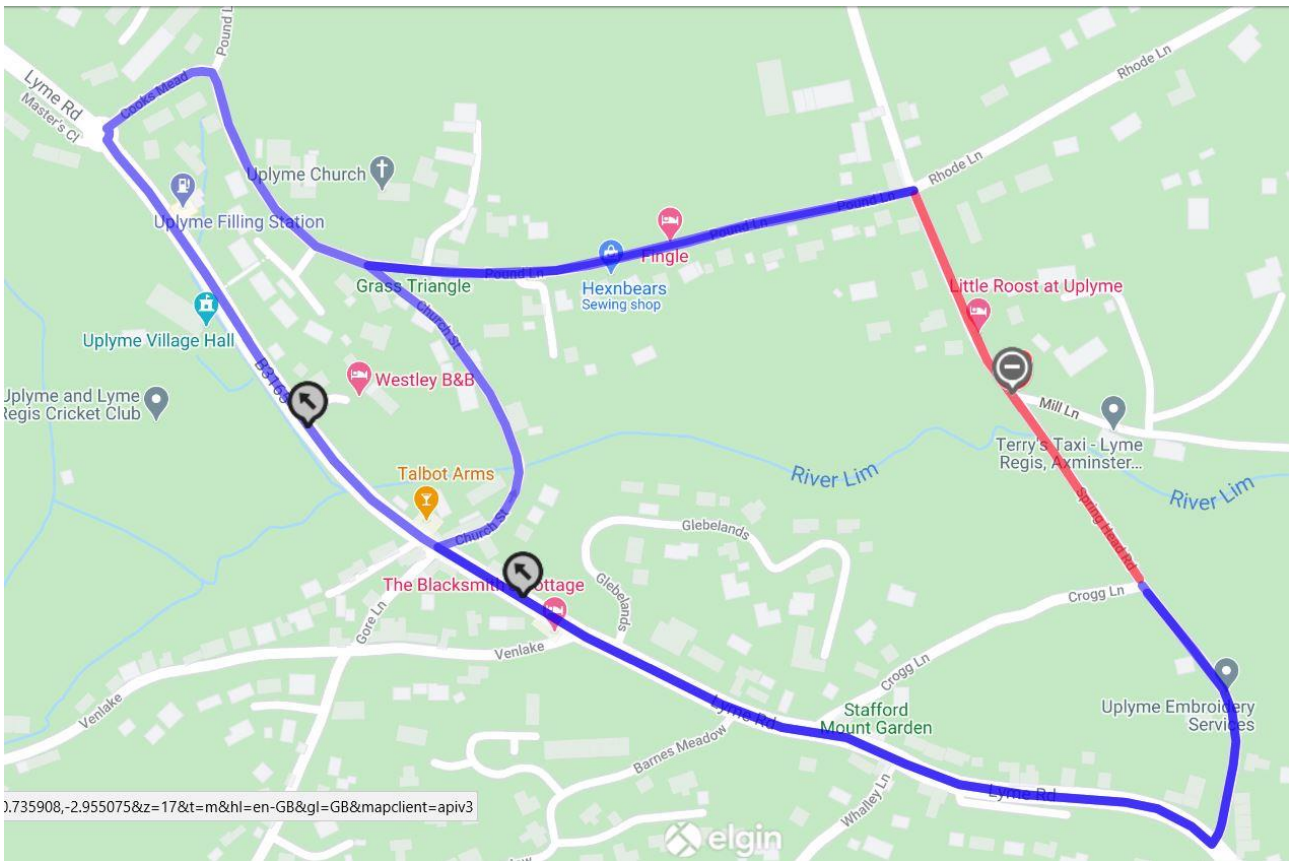 Pound L
Lyme Rd
Master's Cl
Cooks Mead
Rhode Ln
Uplyme Church
Rhode Ln
Uplyme Filling Station
Pound Ln
Pound Ln
Fingle
Pound Ln
Grass Triangle
Hexnbears
Sewing shop
Little Roost at Uplyme
Church St
Uplyme Village Hall
B3165
Westley B&B
Uplyme and Lyme
Regis Cricket Club
Mill Ln
Terry's Taxi - Lyme
Regis, Axminster...
Talbot Arms
River Lim
River Lim
Spring Head Rd
Church St
Glebelands
The Blacksmith
ottage
Glebelands
Crogg Ln
Gore Ln
Venlake
Crogg Ln
Venlake
Lyme Rd
Stafford
Mount Garden
Uplyme Embroidery
Services
Barnes Meadow
Lyme Rd
Whalley Ln
0.735908,-2.955075&z=17&t=m&hl=en-GB&gl=GB&mapclient=apiv3
elgin